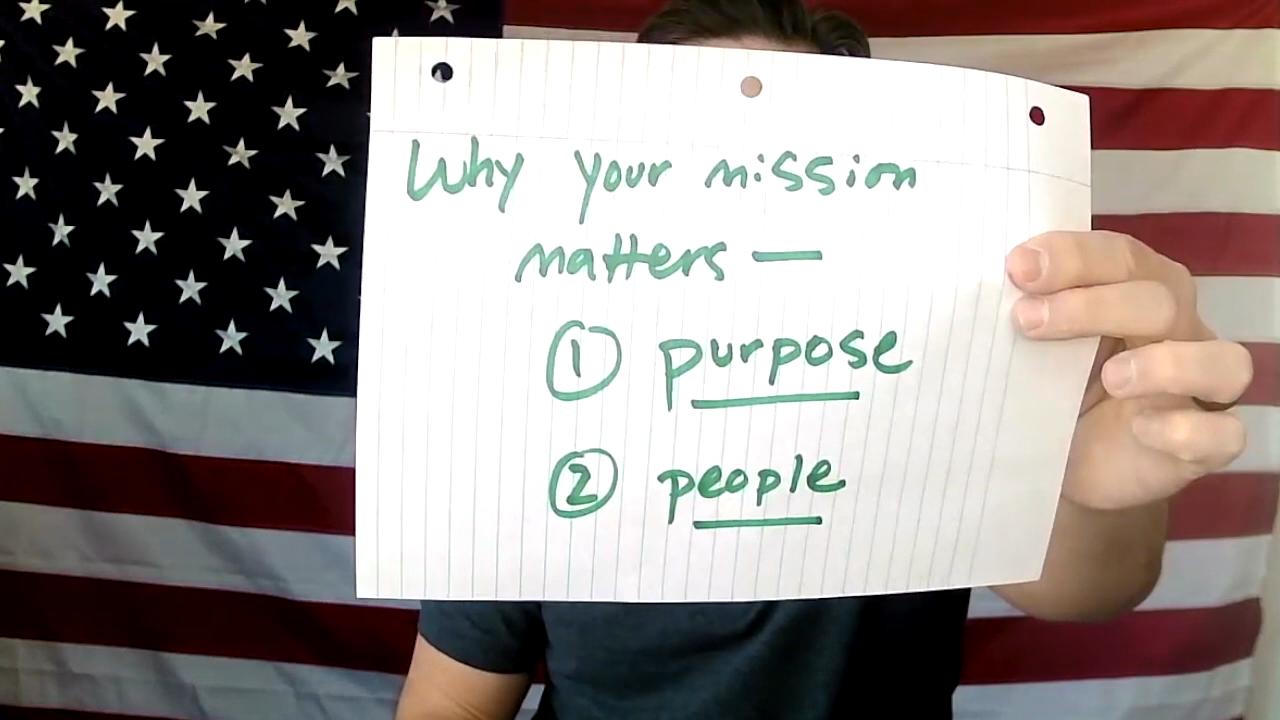 Why your mission
matters —
① purpose
② people